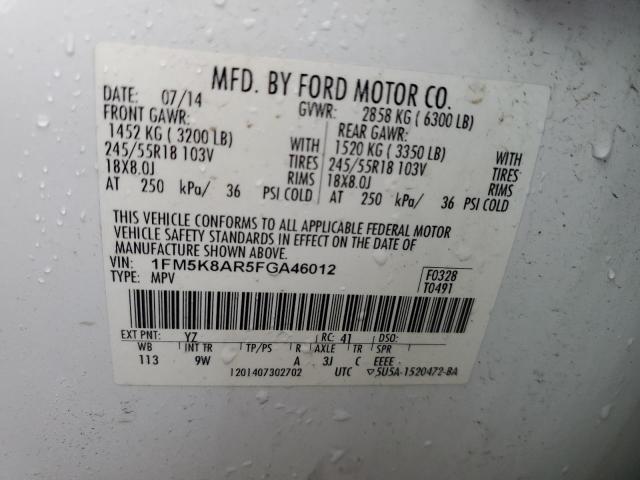 MFD. BY FORD MOTOR CO.
DATE: 07/14 GVWR: 2858 KG ( 6300 LB)
FRONT GAWR: REAR GAWR:
1452 KG ( 3200 LB) WITH 1520 KG ( 3350 LB) WITH
245/55R18 103V TIRES 245/55R18 103V TIRES
18X8.0J RIMS 18X8.0J RIMS
AT 250 kPa/ 36 PSI COLD AT 250 kPa/ 36 PSI COLD
THIS VEHICLE CONFORMS TO ALL APPLICABLE FEDERAL MOTOR
VEHICLE SAFETY STANDARDS IN EFFECT ON THE DATE OF
MANUFACTURE SHOWN ABOVE.
VIN: 1FM5K8AR5FGA46012 F0328
TYPE: MPV T0491
EXT PNT: YZ RC: 41 DSO:
WB INT TR TP/PS R AXLE TR SPR
113 9W A 3J C EEEE
1201407302702 UTC ▽5U5A-1520472-BA